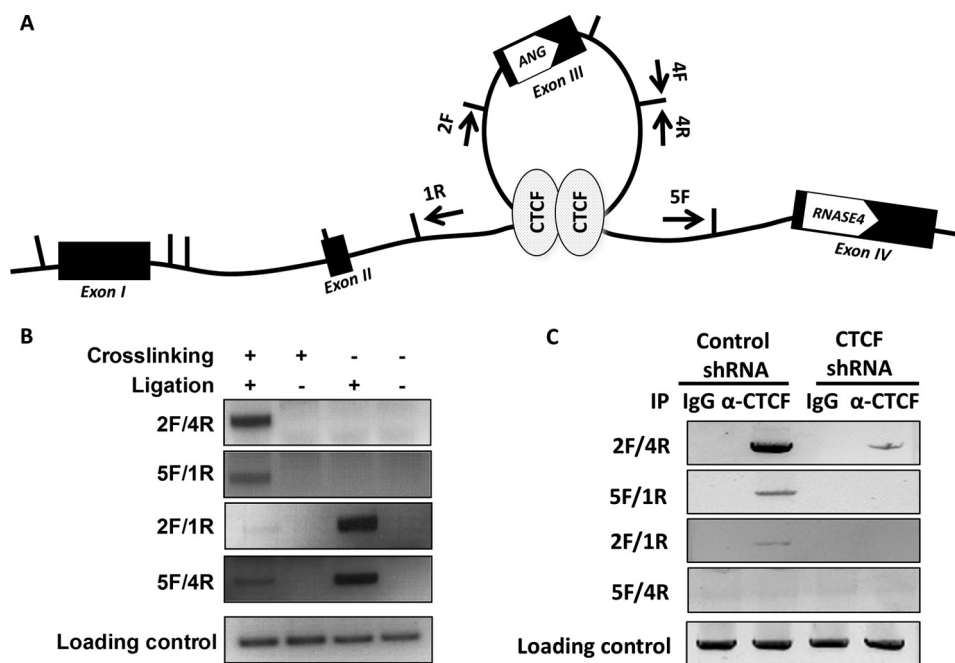 A
ANG
Exon III
2F
4F
4R
1R
CTCF
CTCF
5F
RNASE4
Exon IV
Exon I
Exon II
B
Crosslinking + + - -
Ligation + - + -
2F/4R
5F/1R
2F/1R
5F/4R
Loading control
C
Control shRNA
CTCF shRNA
IP IgG α-CTCF IgG α-CTCF
2F/4R
5F/1R
2F/1R
5F/4R
Loading control